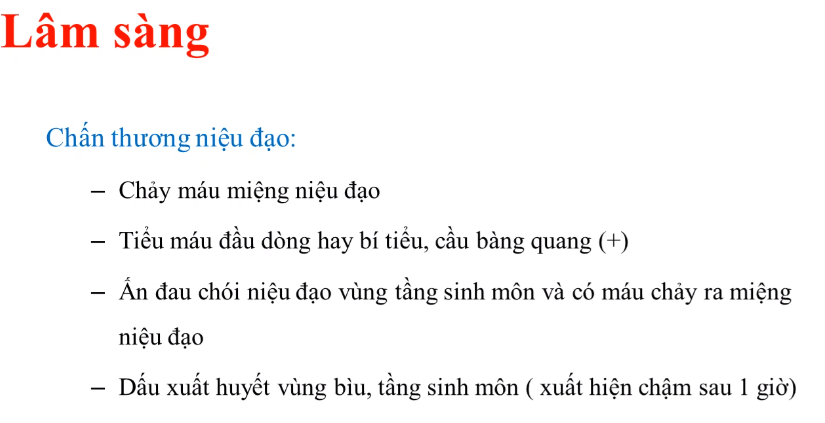 Lâm sàng
Chấn thương niệu đạo:
– Chảy máu miệng niệu đạo
– Tiểu máu đầu dòng hay bí tiểu, cầu bàng quang (+)
– Ấn đau chói niệu đạo vùng tầng sinh môn và có máu chảy ra miệng
niệu đạo
– Dấu xuất huyết vùng bìu, tầng sinh môn ( xuất hiện chậm sau 1 giờ)